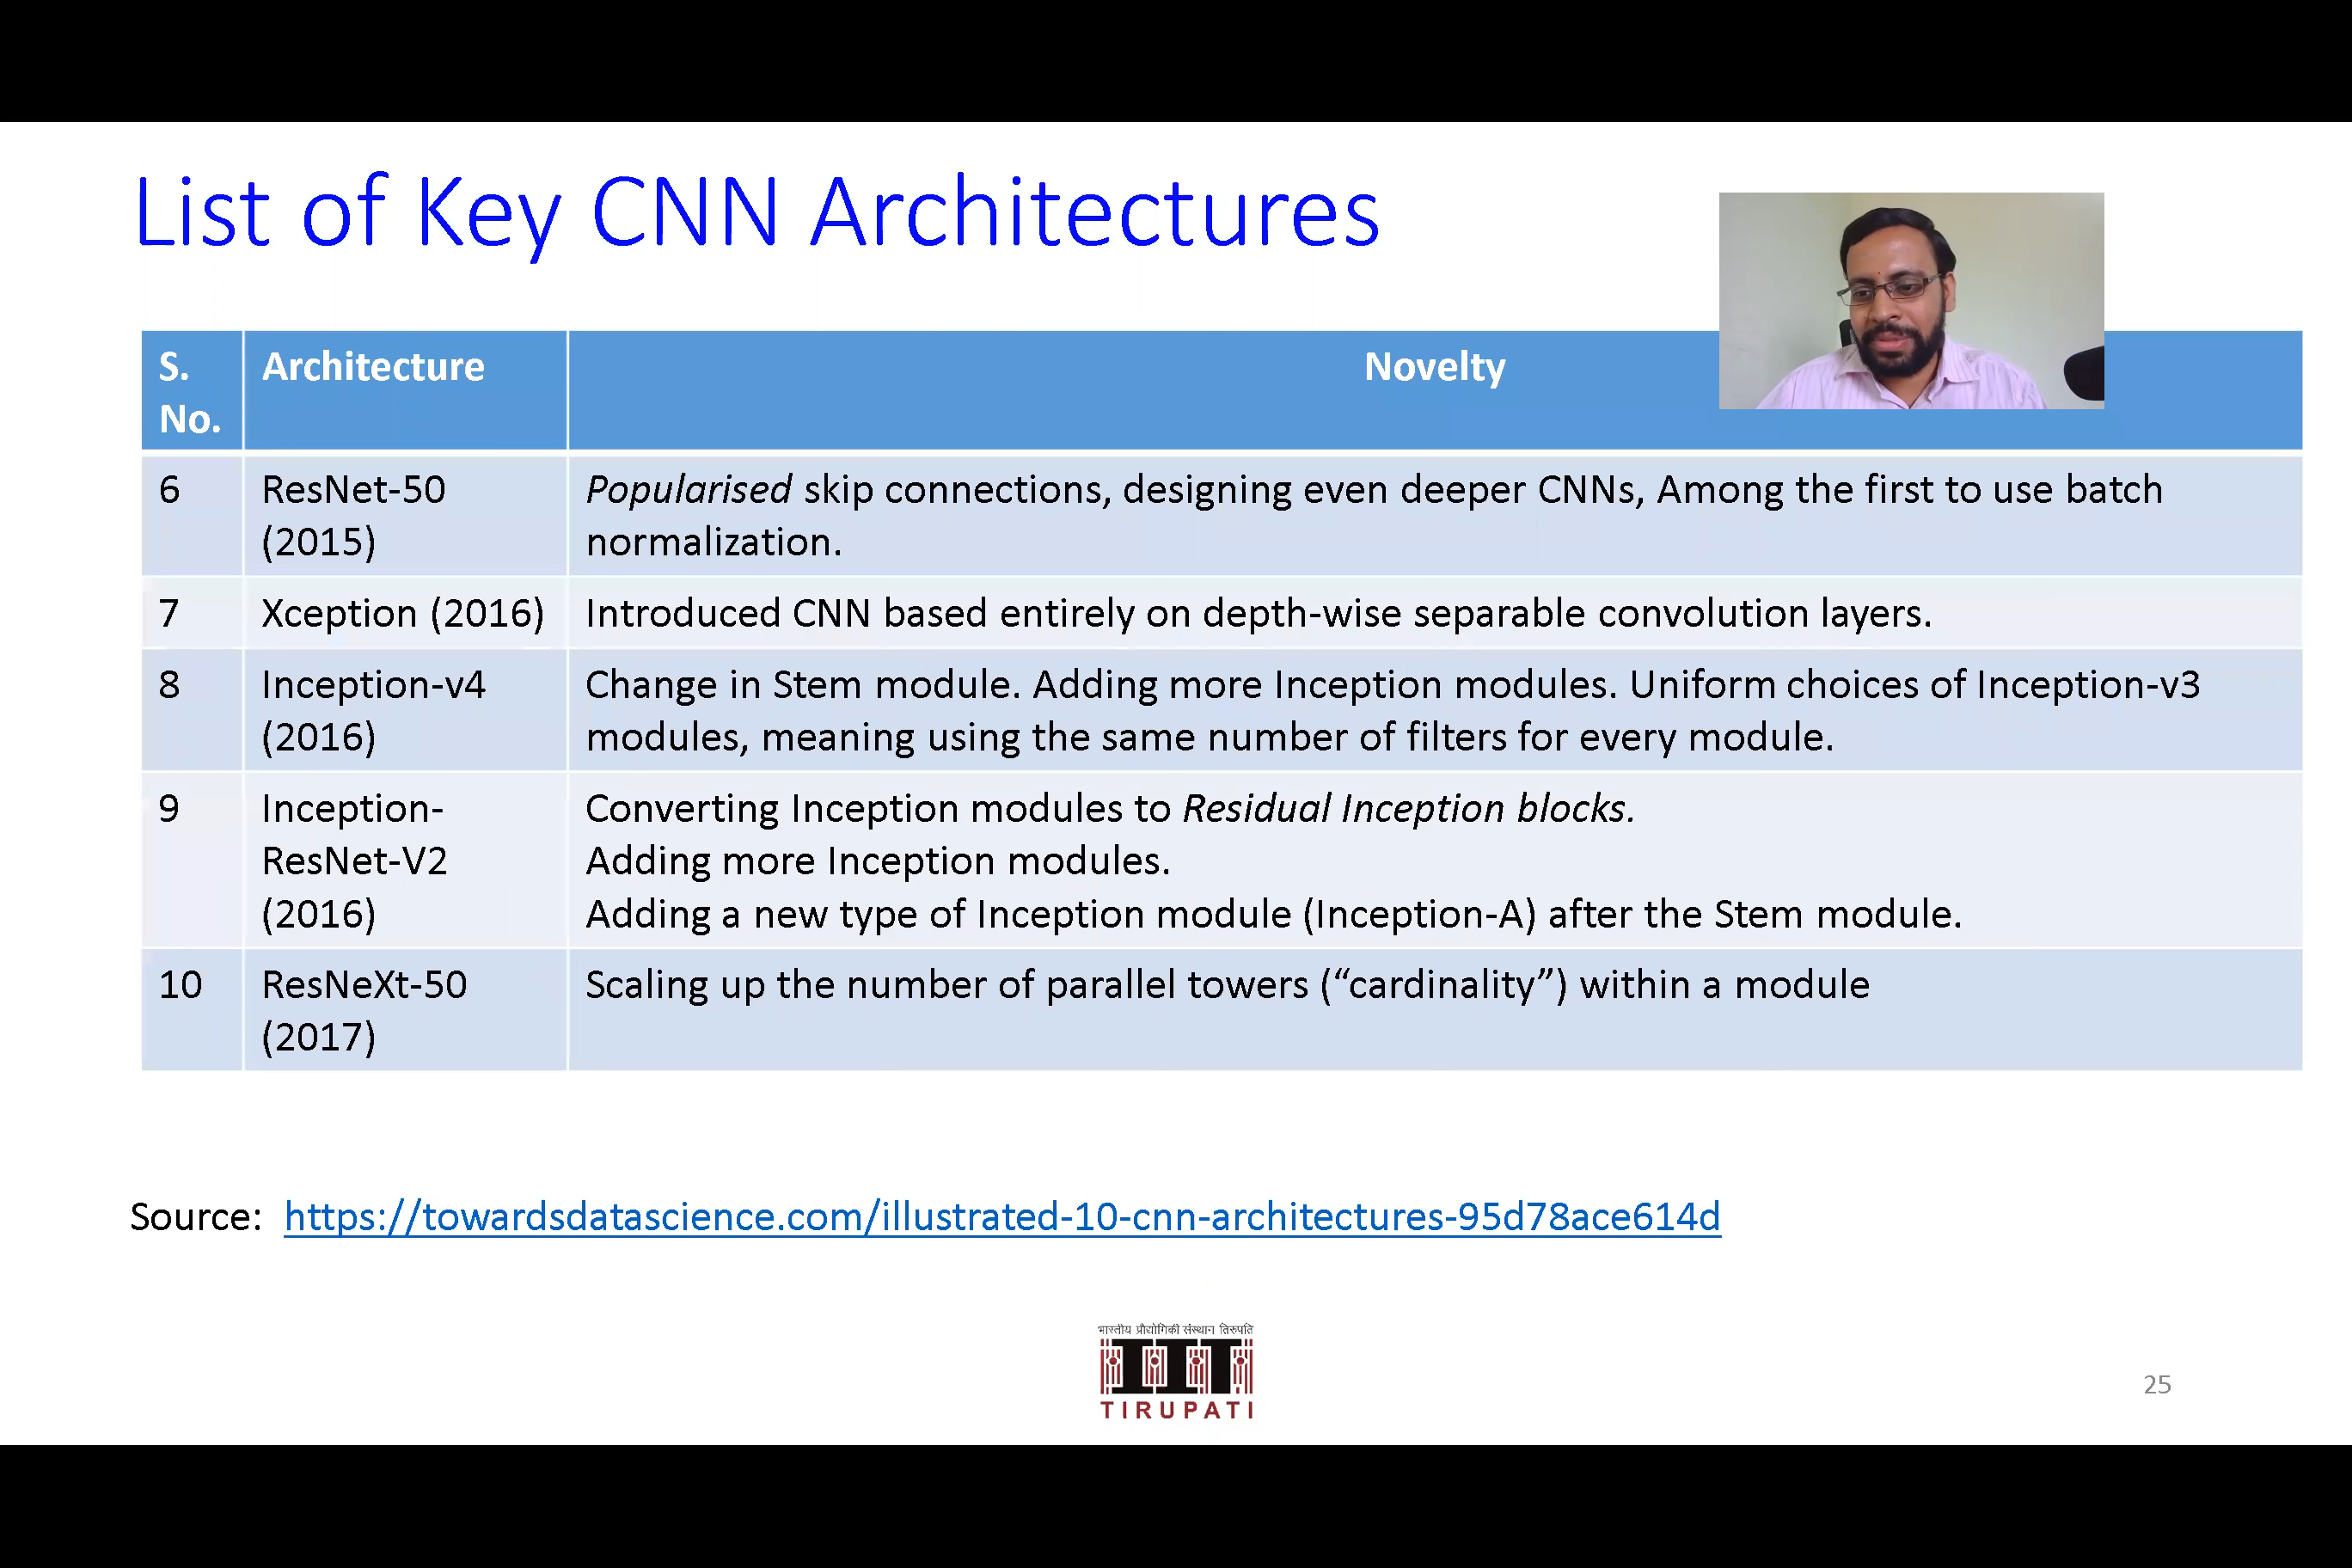 List of Key CNN Architectures
S. No.
Architecture
Novelty
6
ResNet-50
(2015)
Popularised skip connections, designing even deeper CNNs, Among the first to use batch
normalization.
7
Xception (2016)
Introduced CNN based entirely on depth-wise separable convolution layers.
8
Inception-v4
(2016)
Change in Stem module. Adding more Inception modules. Uniform choices of Inception-v3
modules, meaning using the same number of filters for every module.
9
Inception-
ResNet-V2
(2016)
Converting Inception modules to Residual Inception blocks.
Adding more Inception modules.
Adding a new type of Inception module (Inception-A) after the Stem module.
10
ResNeXt-50
(2017)
Scaling up the number of parallel towers (“cardinality”) within a module
Source: https://towardsdatascience.com/illustrated-10-cnn-architectures-95d78ace614d
भारतीय प्रौद्योगिकी संस्थान तिरुपति
IIT
TIRUPATI
25